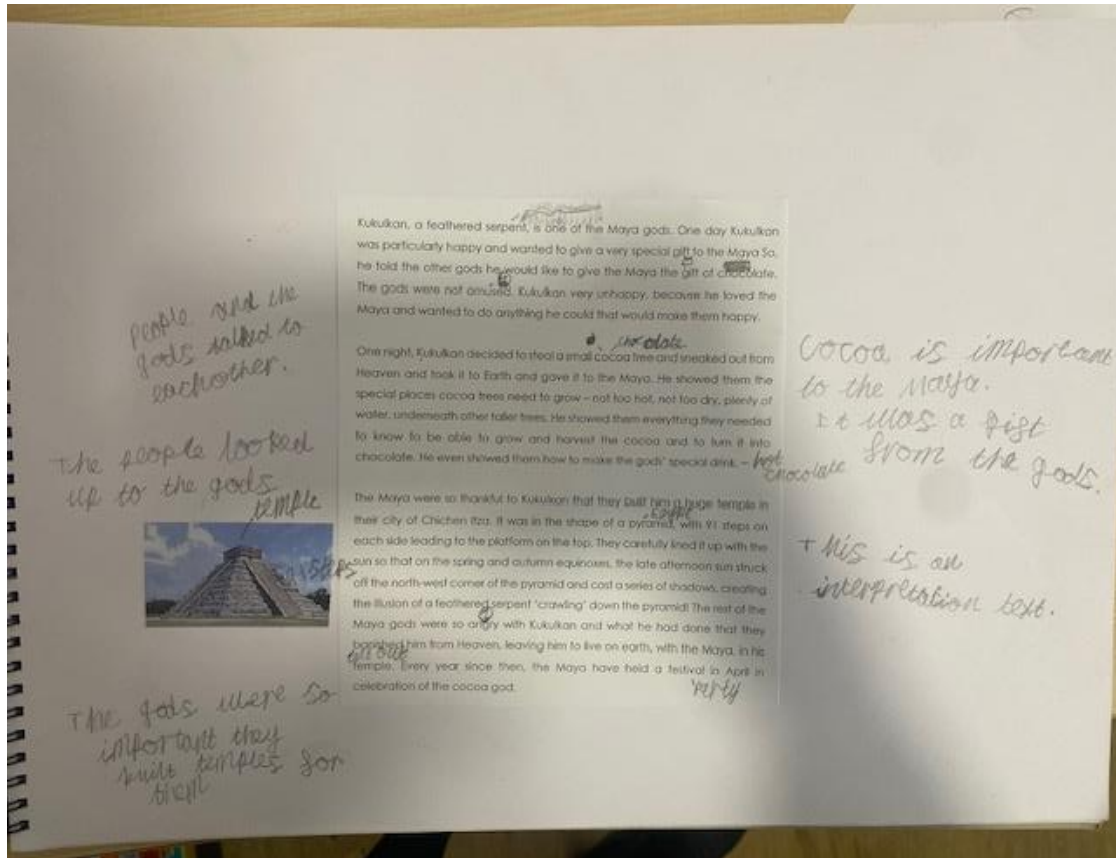 people and the
gods talked to
eachother.
The people looked
up to the gods
temple
steps
The gods were so
important they
built temples for
them
Kukulkan, a feathered serpent, is one of the Maya gods. One day Kukulkan
was particularly happy and wanted to give a very special gift to the Maya So,
he told the other gods he would like to give the Maya the gift of chocolate.
The gods were not amused. Kukulkan very unhappy, because he loved the
Maya and wanted to do anything he could that would make them happy.
chocolate
One night, Kukulkan decided to steal a small cocoa tree and sneaked out from
Heaven and took it to Earth and gave it to the Maya. He showed them the
special places cocoa trees need to grow – not too hot, not too dry, plenty of
water, underneath other taller trees. He showed them everything they needed
to know to be able to grow and harvest the cocoa and to turn it into
chocolate. He even showed them how to make the gods' special drink. – hot
chocolate
The Maya were so thankful to Kukulkan that they built him a huge temple in
Egypt
their city of Chichen Itza. It was in the shape of a pyramid, with 91 steps on
each side leading to the platform on the top. They carefully lined it up with the
sun so that on the spring and autumn equinoxes, the late afternoon sun struck
off the north-west corner of the pyramid and cast a series of shadows, creating
the illusion of a feathered serpent 'crawling' down the pyramid! The rest of the
Maya gods were so angry with Kukulkan and what he had done that they
banished him from Heaven, leaving him to live on earth, with the Maya, in his
temple. Every year since then, the Maya have held a festival in April in
celebration of the cocoa god.
party
Cocoa is important
to the Maya.
It was a gift
from the gods.
This is an
interpretation text.